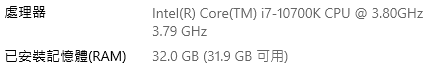 處理器 Intel(R) Core(TM) i7-10700K CPU @ 3.80GHz
3.79 GHz
已安裝記憶體(RAM) 32.0 GB (31.9 GB 可用)